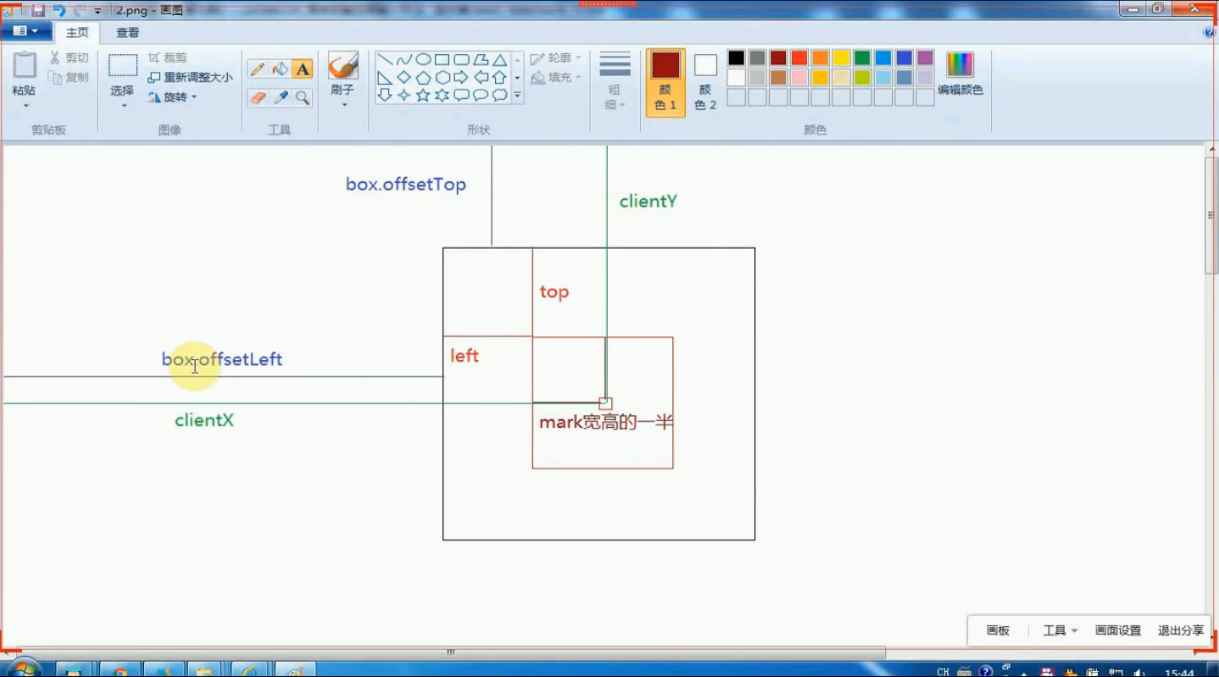 2.png - 画图
主页
查看
粘贴
剪切
复制
剪贴板
选择
裁剪
重新调整大小
旋转
图像
A
工具
刷子
形状
轮廓
填充
粗细
颜色 1
颜色 2
编辑颜色
颜色
box.offsetTop
clientY
top
box.offsetLeft
left
clientX
mark宽高的一半
画板
工具
画面设置
退出分享
CH
15:44